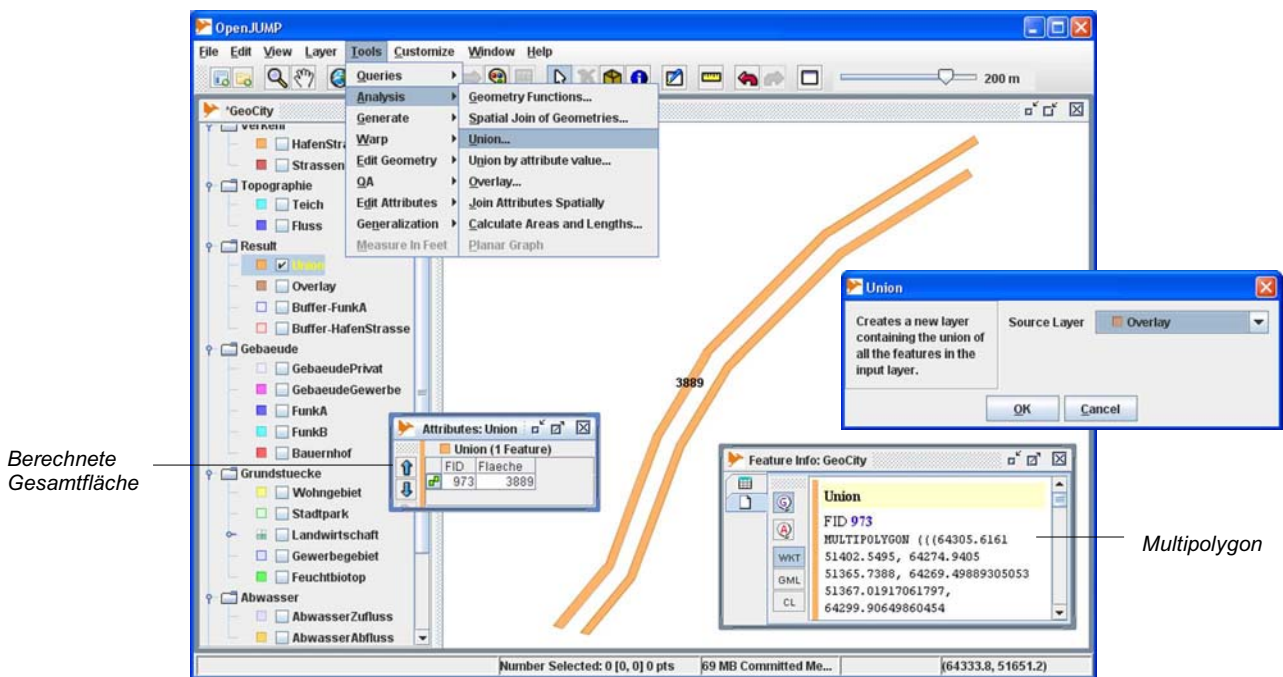 OpenJUMP
File Edit View Layer Tools Customize Window Help
200 m
Queries
Analysis
Generate
Warp
Edit Geometry
QA
Edit Attributes
Generalization
Measure In Feet
Geometry Functions...
Spatial Join of Geometries...
Union...
Union by attribute value...
Overlay...
Join Attributes Spatially
Calculate Areas and Lengths...
Planar Graph
*GeoCity
Verkehr
HafenStra
Strassen
Topographie
Teich
Fluss
Result
Union
Overlay
Buffer-FunkA
Buffer-HafenStrasse
Gebaeude
GebaeudePrivat
GebaeudeGewerbe
FunkA
FunkB
Bauernhof
Grundstuecke
Wohngebiet
Stadtpark
Landwirtschaft
Gewerbegebiet
Feuchtbiotop
Abwasser
AbwasserZufluss
AbwasserAbfluss
3889
Union
Creates a new layer
containing the union of
all the features in the
input layer.
Source Layer Overlay
OK Cancel
Attributes: Union
Union (1 Feature)
FID Flaeche
973 3889
Feature Info: GeoCity
G
A
WKT
GML
CL
Union
FID 973
MULTIPOLYGON (((64305.6161
51402.5495, 64274.9405
51365.7388, 64269.49889305053
51367.01917061797,
64299.90649860454
Berechnete
Gesamtfläche
Multipolygon
Number Selected: 0 [0, 0] 0 pts 69 MB Committed Me... (64333.8, 51651.2)